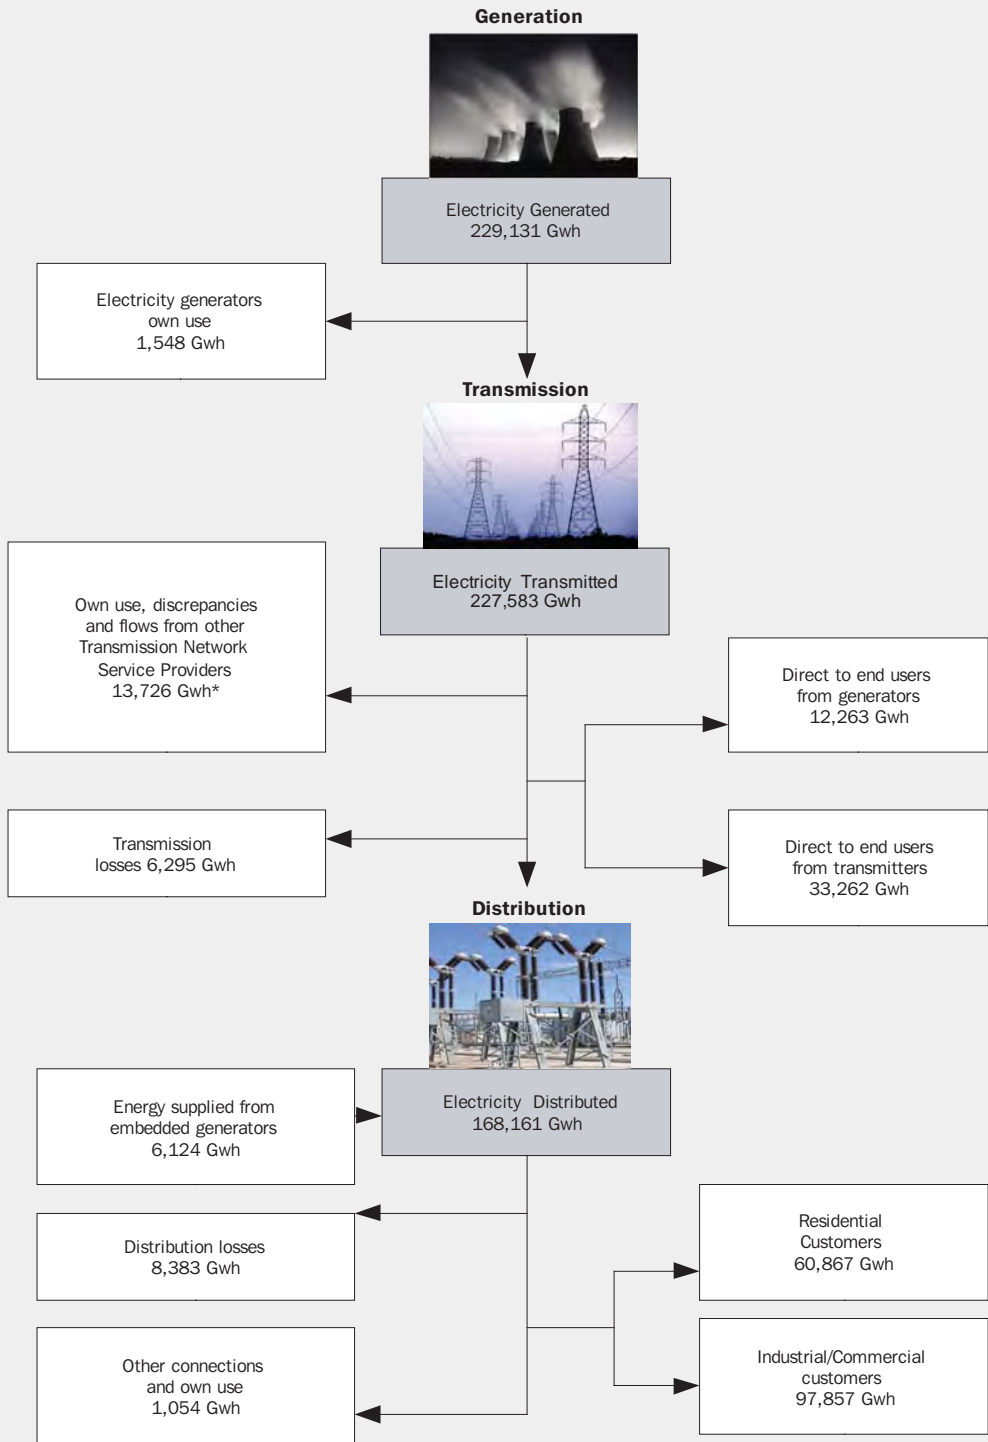 Generation
Electricity Generated
229,131 Gwh
Electricity generators
own use
1,548 Gwh
Transmission
Electricity Transmitted
227,583 Gwh
Own use, discrepancies
and flows from other
Transmission Network
Service Providers
13,726 Gwh*
Direct to end users
from generators
12,263 Gwh
Transmission
losses 6,295 Gwh
Direct to end users
from transmitters
33,262 Gwh
Distribution
Electricity Distributed
168,161 Gwh
Energy supplied from
embedded generators
6,124 Gwh
Distribution losses
8,383 Gwh
Residential
Customers
60,867 Gwh
Other connections
and own use
1,054 Gwh
Industrial/Commercial
customers
97,857 Gwh